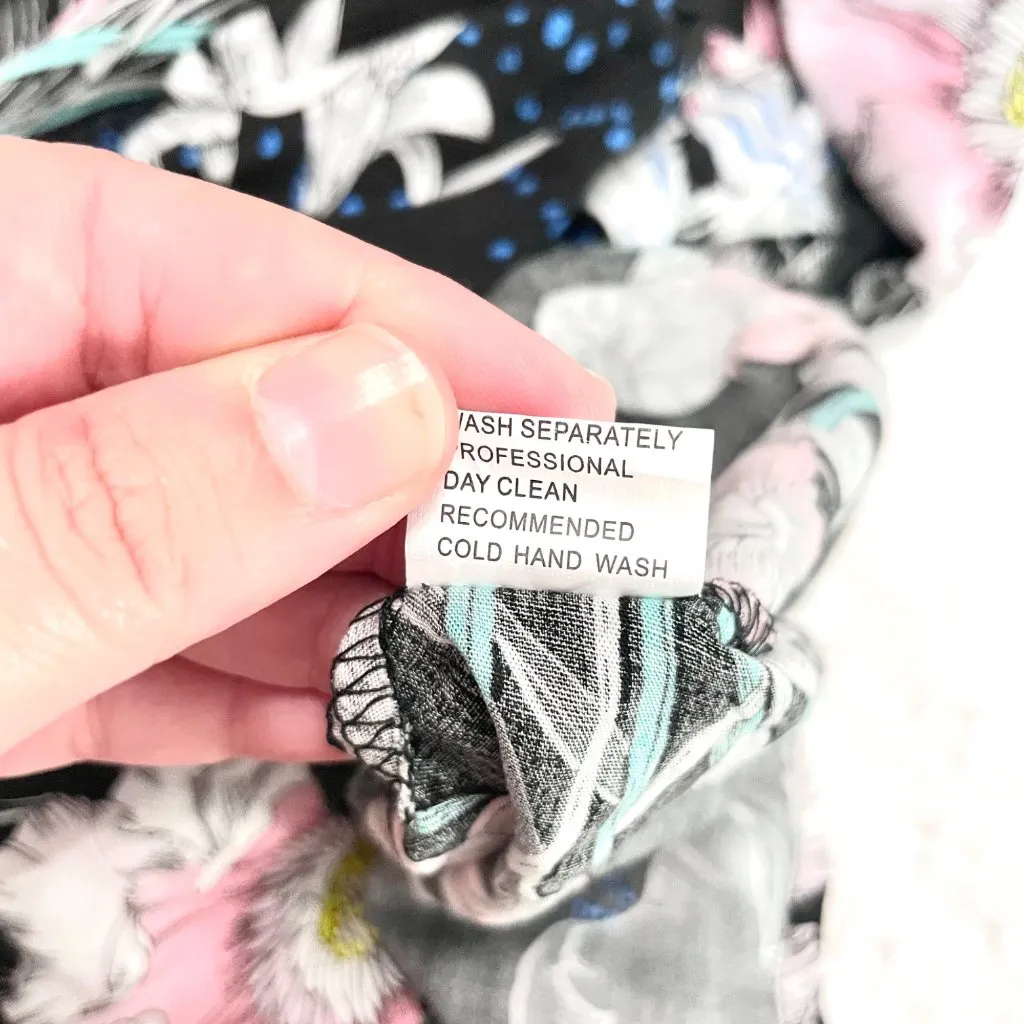 WASH SEPARATELY
PROFESSIONAL
DAY CLEAN
RECOMMENDED
COLD HAND WASH